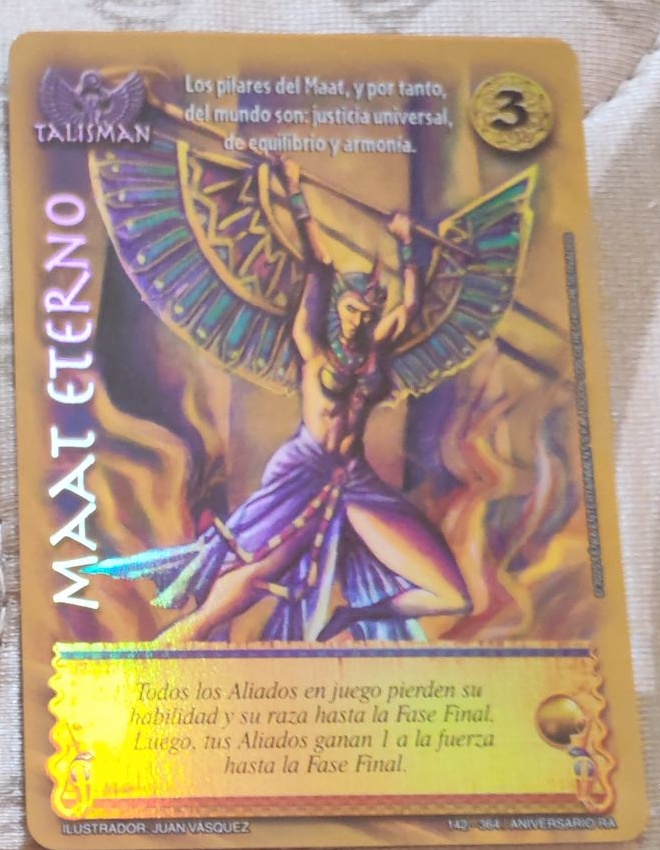 Los pilares del Maat, y por tanto,
del mundo son: justicia universal,
de equilibrio y armonía.
TALISMAN
3
MAAT ETERNO
Todos los Aliados en juego pierden su
habilidad y su raza hasta la Fase Final.
Luego, tus Aliados ganan 1 a la fuerza
hasta la Fase Final.
ILUSTRADOR: JUAN VÁSQUEZ
142 - 364 ANIVERSARIO RA